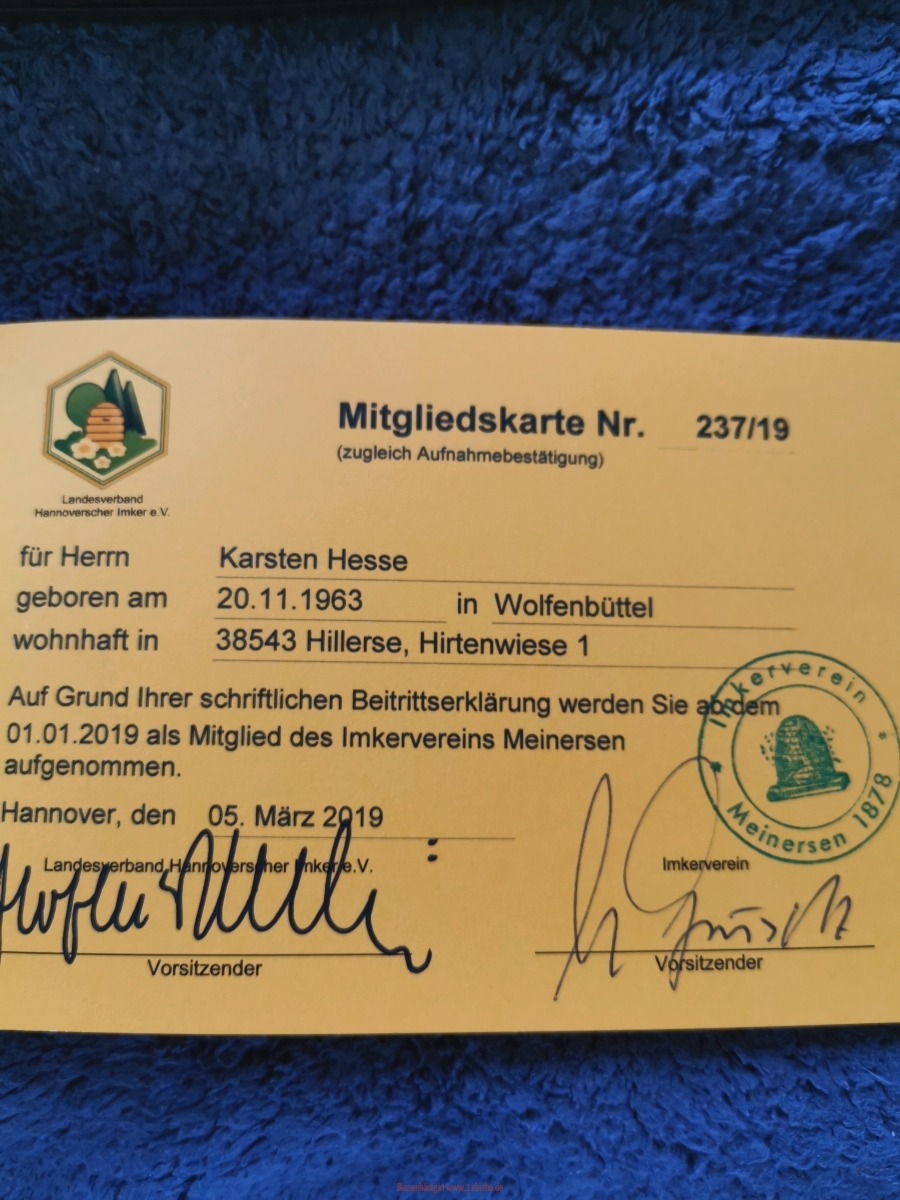 Mitgliedskarte Nr. 237/19
(zugleich Aufnahmebestätigung)
Landesverband
Hannoverscher Imker e.V.
für Herrn Karsten Hesse
geboren am 20.11.1963 in Wolfenbüttel
wohnhaft in 38543 Hillerse, Hirtenwiese 1
Auf Grund Ihrer schriftlichen Beitrittserklärung werden Sie ab dem
01.01.2019 als Mitglied des Imkervereins Meinersen
aufgenommen.
Imkerverein
Meinersen 1878
Hannover, den 05. März 2019
Landesverband Hannoverscher Imker e.V.
Imkerverein
Vorsitzender
Vorsitzender